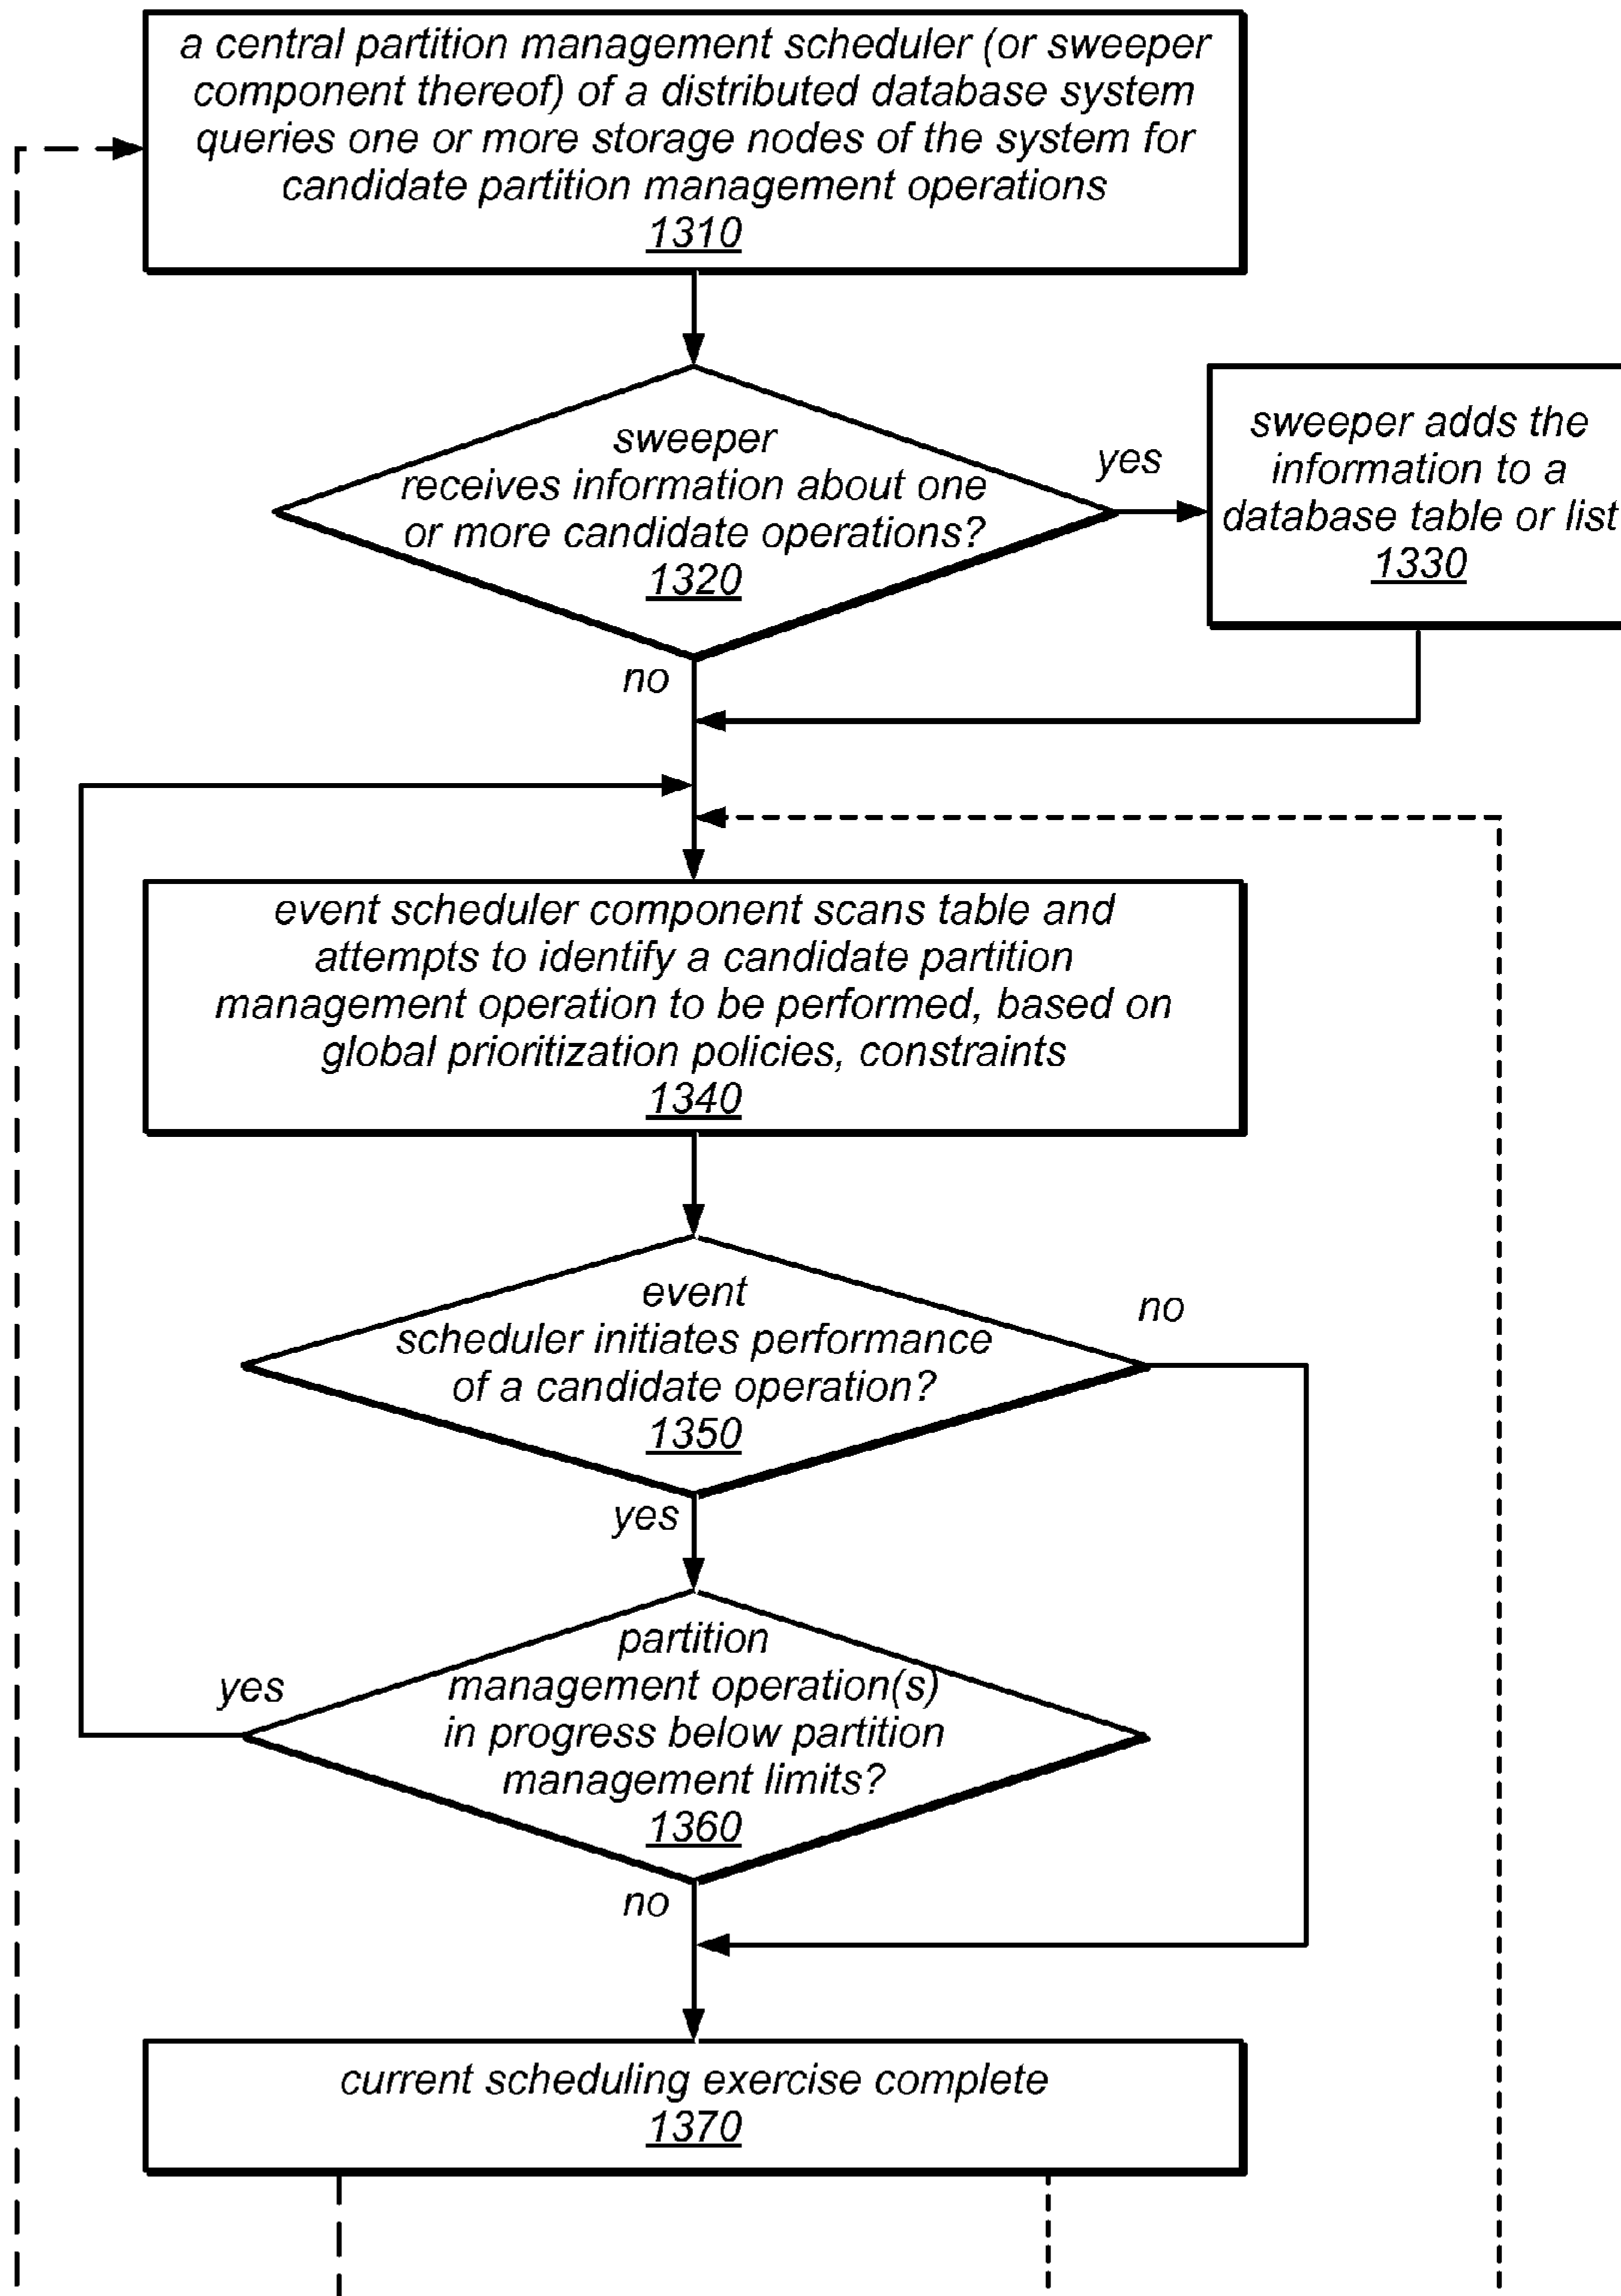 a central partition management scheduler (or sweeper
component thereof) of a distributed database system
queries one or more storage nodes of the system for
candidate partition management operations
1310
sweeper
receives information about one
or more candidate operations?
1320
yes
sweeper adds the
information to a
database table or list
1330
no
event scheduler component scans table and
attempts to identify a candidate partition
management operation to be performed, based on
global prioritization policies, constraints
1340
event
scheduler initiates performance
of a candidate operation?
1350
no
yes
partition
management operation(s)
in progress below partition
management limits?
1360
yes
no
current scheduling exercise complete
1370